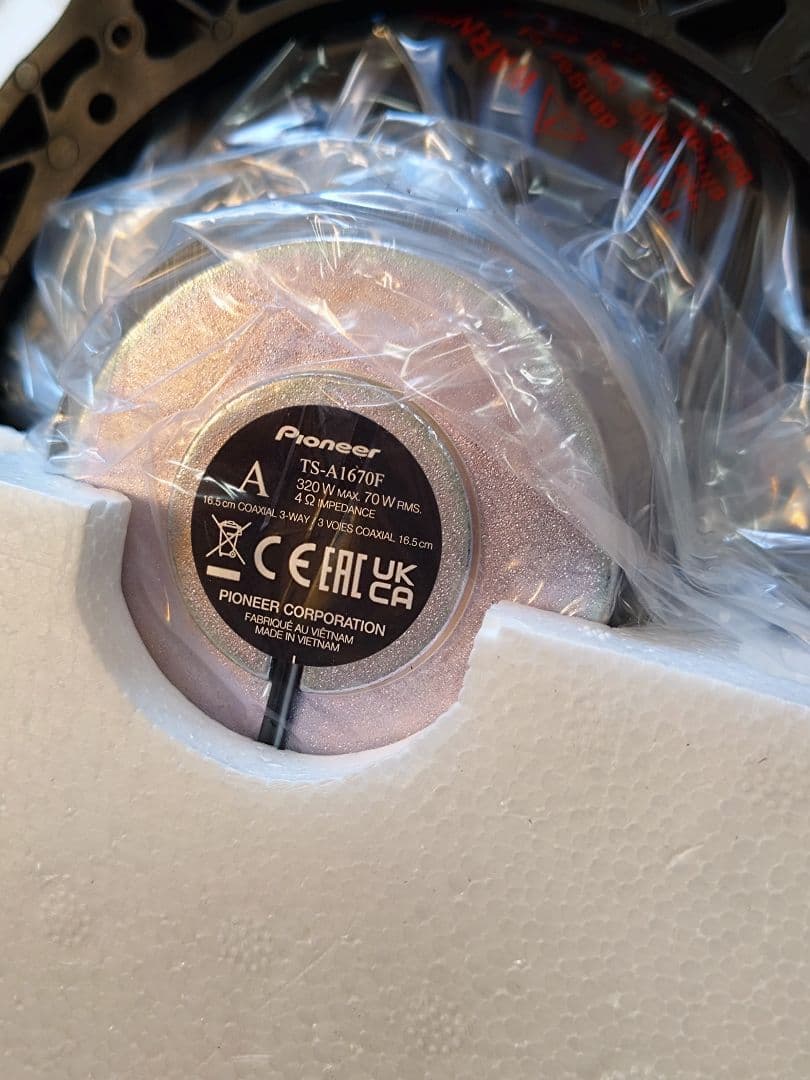 WARNING
Pioneer
A
TS-A1670F
320 W MAX. 70 W RMS.
4 Ω IMPEDANCE
16.5 cm COAXIAL 3-WAY / 3 VOIES COAXIAL 16.5 cm
CE EAC UK CA
PIONEER CORPORATION
FABRIQUÉ AU VIÊTNAM
MADE IN VIETNAM